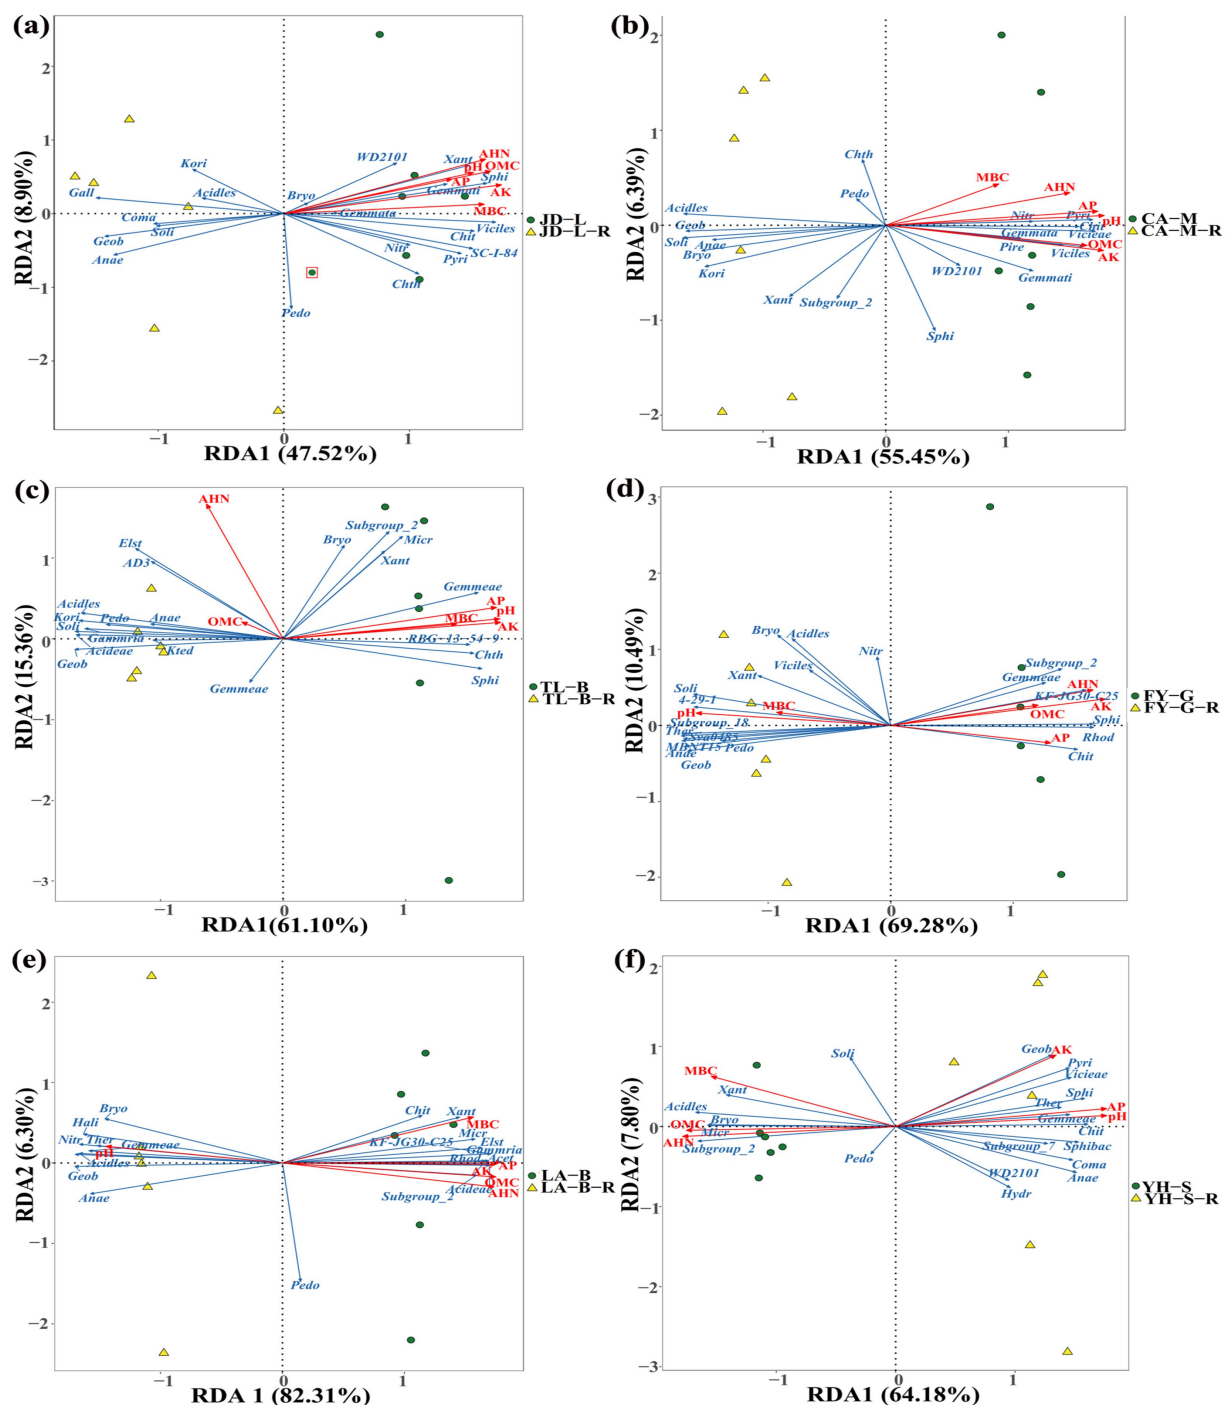 (a)
RDA2 (8.90%)
2
1
0
−1
−2
Kori
Acidles
Gall
Coma
Soli
Geob
Anae
WD2101
Xant
AHN
pH
OMC
AP
Sphi
Gemmati
AK
Bryo
Gemmata
MBC
Viciles
Chit
Nitr
SC-I-84
Pyri
Chth
Pedo
−1
0
1
RDA1 (47.52%)
JD−L
JD−L−R
(b)
RDA2 (6.39%)
2
1
0
−1
−2
Chth
Pedo
MBC
AHN
AP
Acidles
Nitr
Pyri
pH
Geob
Chit
Gemmata
Vicieae
Soli
Anae
Pire
OMC
Bryo
Viciles
AK
Kori
WD2101
Gemmati
Xant
Subgroup_2
Sphi
−1
0
1
RDA1 (55.45%)
CA−M
CA−M−R
(c)
RDA2 (15.36%)
1
0
−1
−2
−3
AHN
Elst
AD3
Subgroup_2
Bryo
Micr
Xant
Gemmeae
Acidles
AP
Kori
Pedo
Anae
OMC
MBC
pH
Soli
AK
Gammria
RBG-13-54-9
Acideae
Kted
Chth
Geob
Gemmeae
Sphi
−1
0
1
RDA1(61.10%)
TL−B
TL−B−R
(d)
RDA2 (10.49%)
3
2
1
0
−1
−2
Bryo
Acidles
Viciles
Nitr
Xant
Subgroup_2
Gemmeae
AHN
Soli
KF-JG30-C25
4-29-1
AK
pH
MBC
OMC
Subgroup_18
Sphi
Ther
Sva0485
Rhod
MBNT15
Pedo
AP
Anae
Chit
Geob
−1
0
1
RDA1 (69.28%)
FY−G
FY−G−R
(e)
RDA2 (6.30%)
2
1
0
−1
−2
Bryo
Hali
Nitr
Ther
Gemmeae
pH
Acidles
Geob
Anae
Chit
Xant
MBC
Micr
KF-JG30-C25
Elst
Gammria
Rhod
Acet
AP
AK
OMC
Acideae
Subgroup_2
AHN
Pedo
−1
0
1
RDA 1 (82.31%)
LA−B
LA−B−R
(f)
RDA2 (7.80%)
2
1
0
−1
−2
−3
Soli
Geob
AK
MBC
Pyri
Xant
Vicieae
Sphi
Acidles
Ther
AP
Bryo
Gemmeae
pH
OMC
Micr
Chit
AHN
Subgroup_2
Subgroup_7
Sphibac
Pedo
WD2101
Coma
Anae
Hydr
−1
0
1
RDA1 (64.18%)
YH−S
YH−S−R